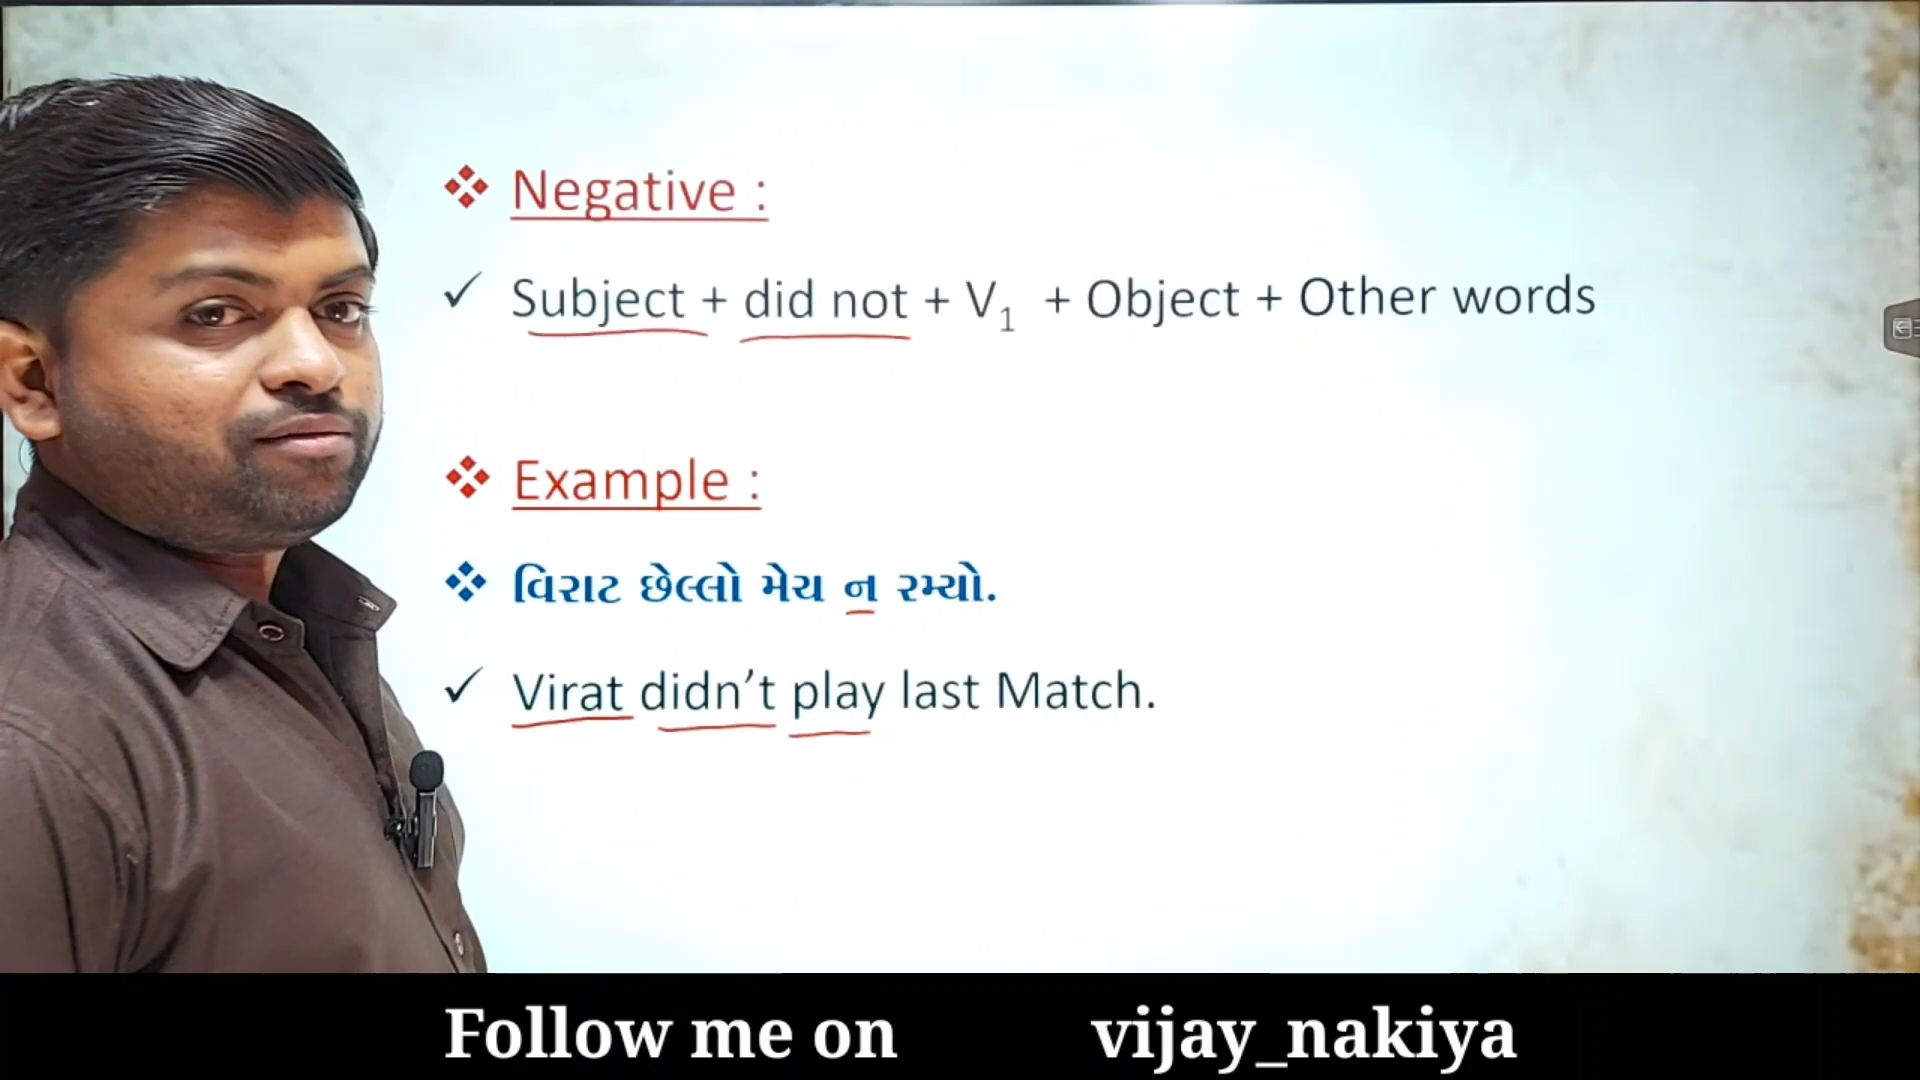 ❖ Negative :
✓ Subject + did not + V₁ + Object + Other words
❖ Example :
❖ વિરાટ છેલ્લો મેચ ન રમ્યો.
✓ Virat didn’t play last Match.
Follow me on vijay_nakiya